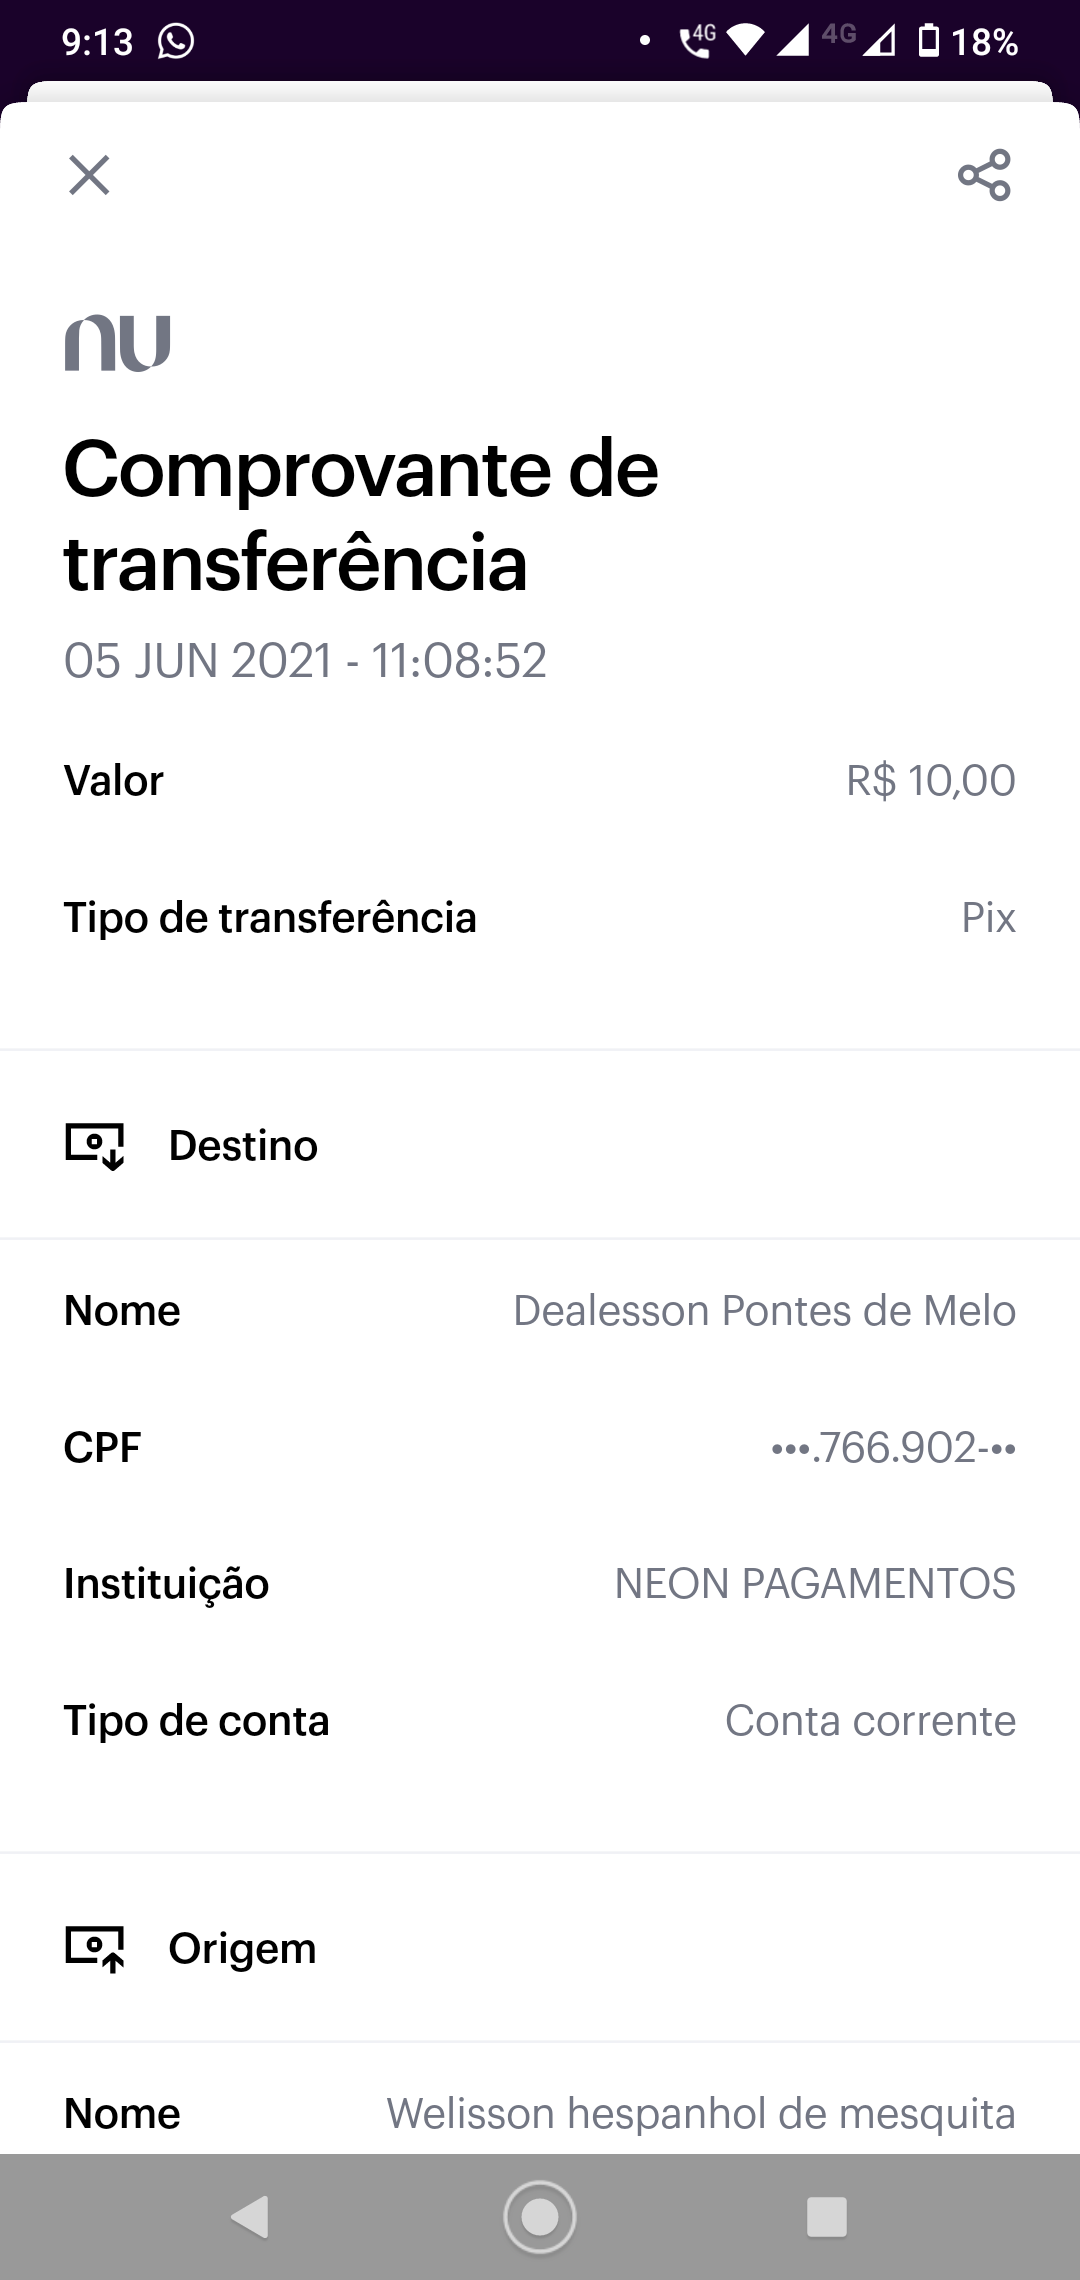 9:13 4G 4G 18%
nu
Comprovante de
transferência
05 JUN 2021 - 11:08:52
Valor R$ 10,00
Tipo de transferência Pix
Destino
Nome Dealesson Pontes de Melo
CPF •••.766.902-••
Instituição NEON PAGAMENTOS
Tipo de conta Conta corrente
Origem
Nome Welisson hespanhol de mesquita